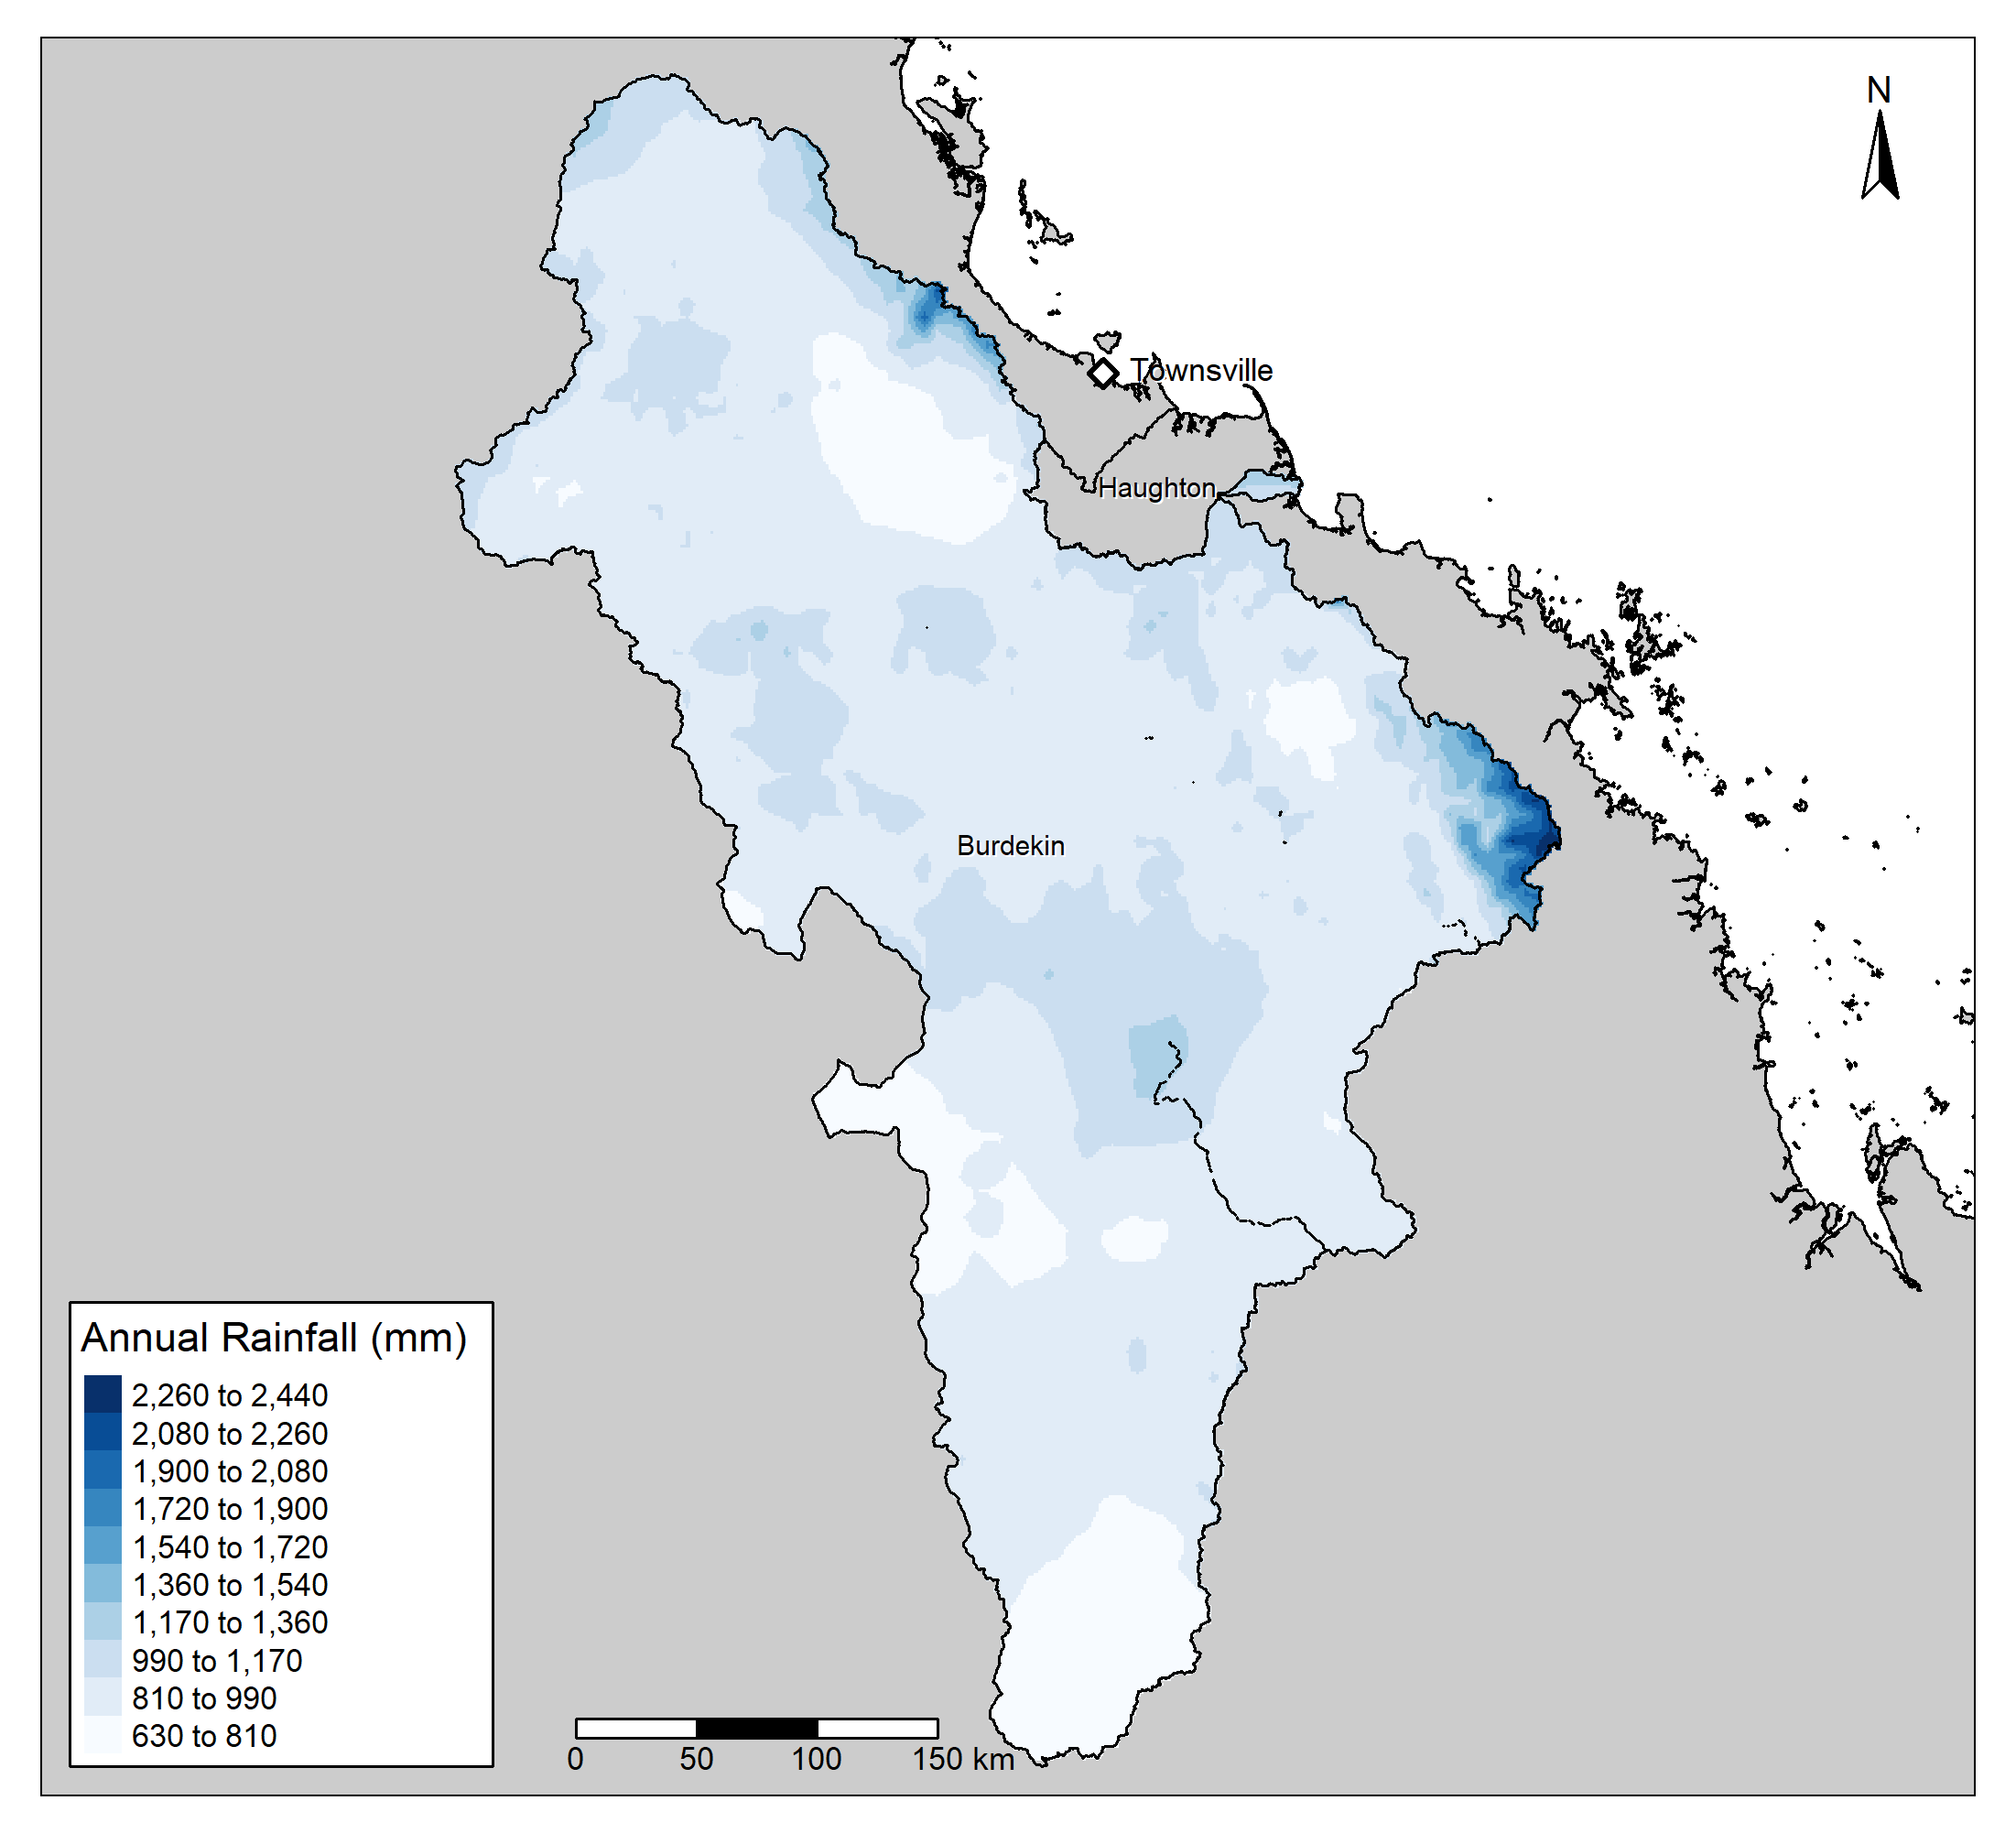 N
Townsville
Haughton
Burdekin
Annual Rainfall (mm)
2,260 to 2,440
2,080 to 2,260
1,900 to 2,080
1,720 to 1,900
1,540 to 1,720
1,360 to 1,540
1,170 to 1,360
990 to 1,170
810 to 990
630 to 810
0 50 100 150 km